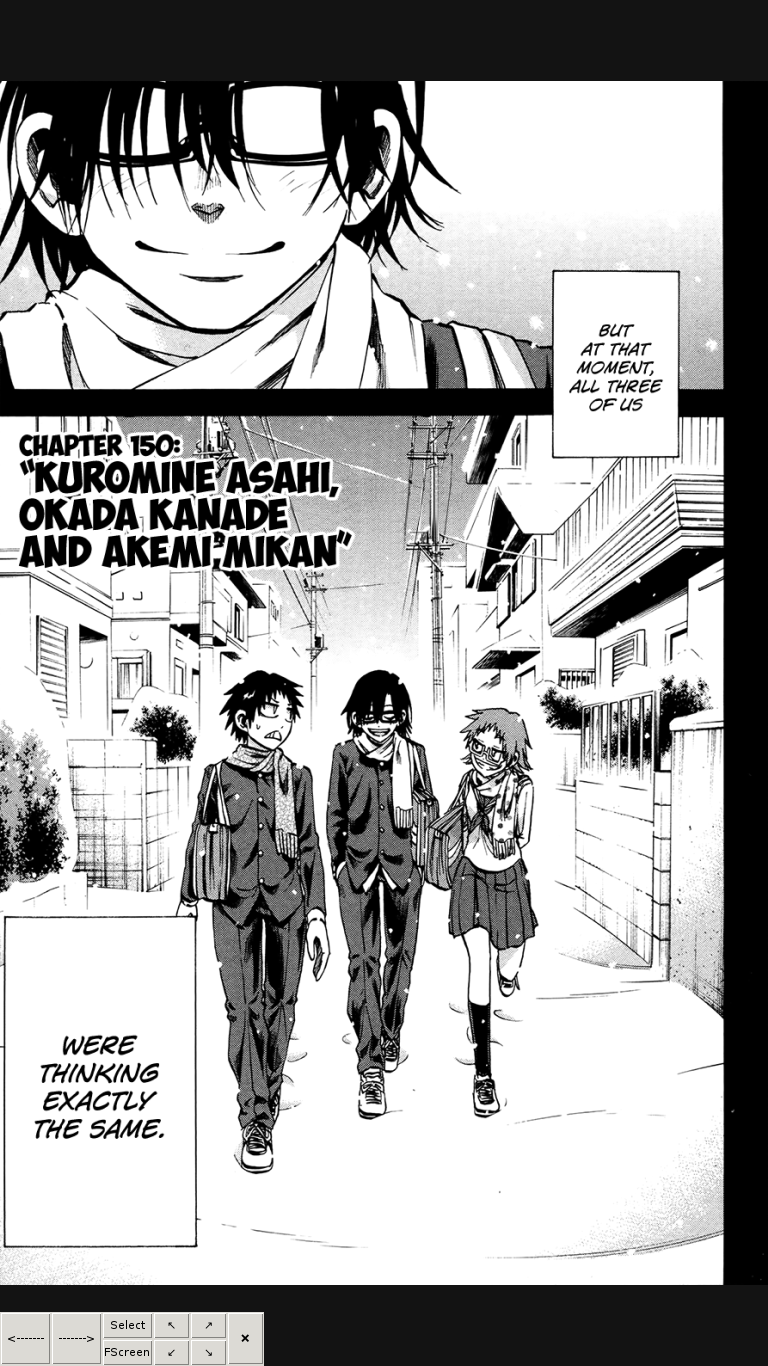 BUT
AT THAT
MOMENT,
ALL THREE
OF US
CHAPTER 150:
"KUROMINE ASAHI,
OKADA KANADE
AND AKEMI MIKAN"
WERE
THINKING
EXACTLY
THE SAME.
<------- -------> Select ↖ ↗ ×
FScreen ↙ ↘